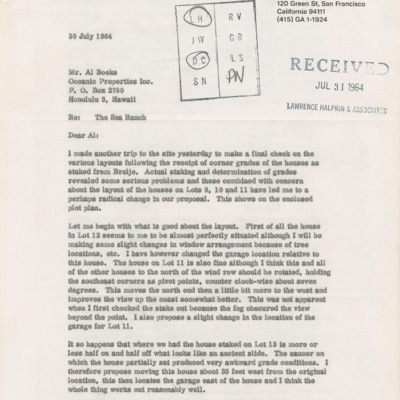 120 Green St, San Francisco
California 94111
(415) GA 1-1924
LH RV
JW GR
DC LS
SN PN
30 July 1964
RECEIVED
JUL 31 1964
LAWRENCE HALPRIN & ASSOCIATES
Mr. Al Boeke
Oceanic Properties Inc.
P. O. Box 2780
Honolulu 3, Hawaii
Re: The Sea Ranch
Dear Al:
I made another trip to the site yesterday to make a final check on the
various layouts following the receipt of corner grades of the houses as
staked from Brelje. Actual staking and determination of grades
revealed some serious problems and these combined with concern
about the layout of the houses on Lots 9, 10 and 11 have led me to a
perhaps radical change in our proposal. This shows on the enclosed
plot plan.
Let me begin with what is good about the layout. First of all the house
on Lot 12 seems to me to be almost perfectly situated although I will be
making some slight changes in window arrangement because of tree
locations, etc. I have however changed the garage location relative to
this house. The house on Lot 11 is also fine although I think this and all
of the other houses to the north of the wind row should be rotated, holding
the southeast corners as pivot points, counter clock-wise about seven
degrees. This moves the north end then a little bit more to the west and
improves the view up the coast somewhat better. This was not apparent
when I first checked the stake out because the fog obscured the view
beyond the point. I also propose a slight change in the location of the
garage for Lot 11.
It so happens that where we had the house staked on Lot 13 is more or
less half on and half off what looks like an ancient slide. The saucer on
which the house partially sat produced very awkward grade conditions. I
therefore propose moving this house about 35 feet west from the original
location, this then locates the garage east of the house and I think the
whole thing works out reasonably well.